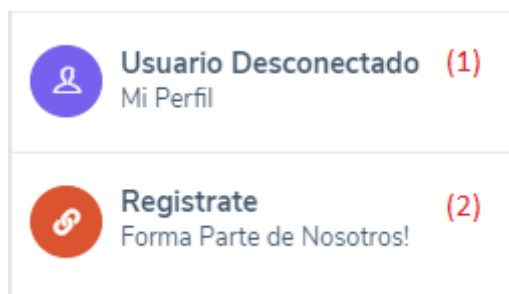 Usuario Desconectado (1)
Mi Perfil
Registrate (2)
Forma Parte de Nosotros!